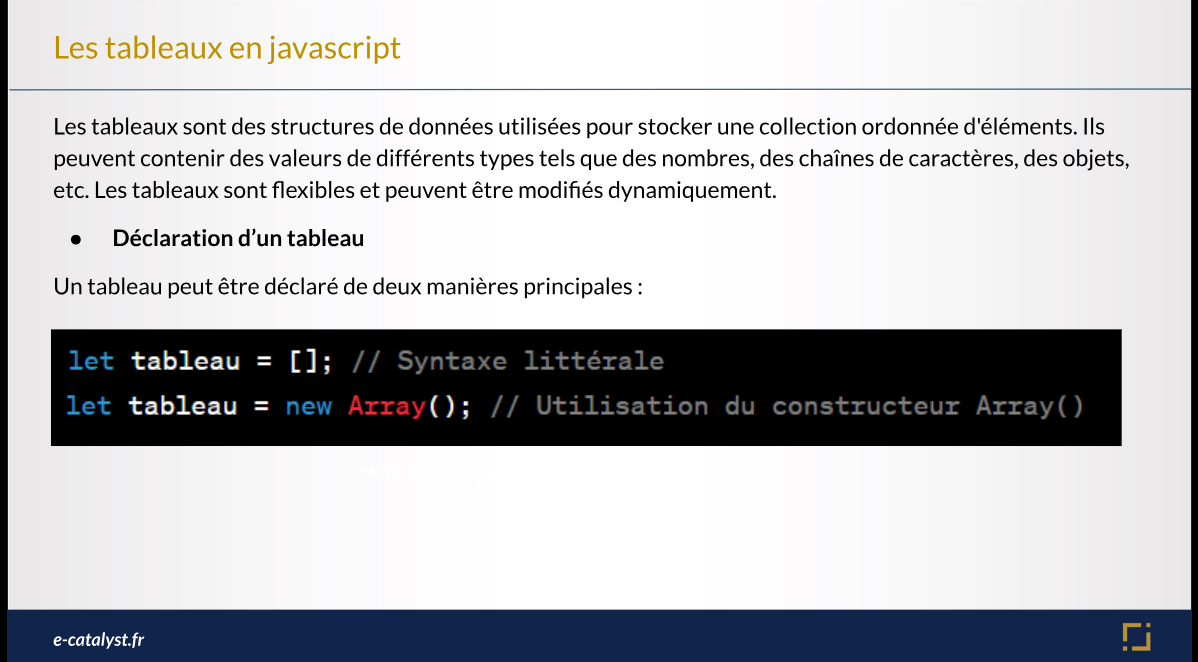 Les tableaux en javascript
Les tableaux sont des structures de données utilisées pour stocker une collection ordonnée d'éléments. Ils
peuvent contenir des valeurs de différents types tels que des nombres, des chaînes de caractères, des objets,
etc. Les tableaux sont flexibles et peuvent être modifiés dynamiquement.
● Déclaration d’un tableau
Un tableau peut être déclaré de deux manières principales :
let tableau = []; // Syntaxe littérale
let tableau = new Array(); // Utilisation du constructeur Array()
e-catalyst.fr